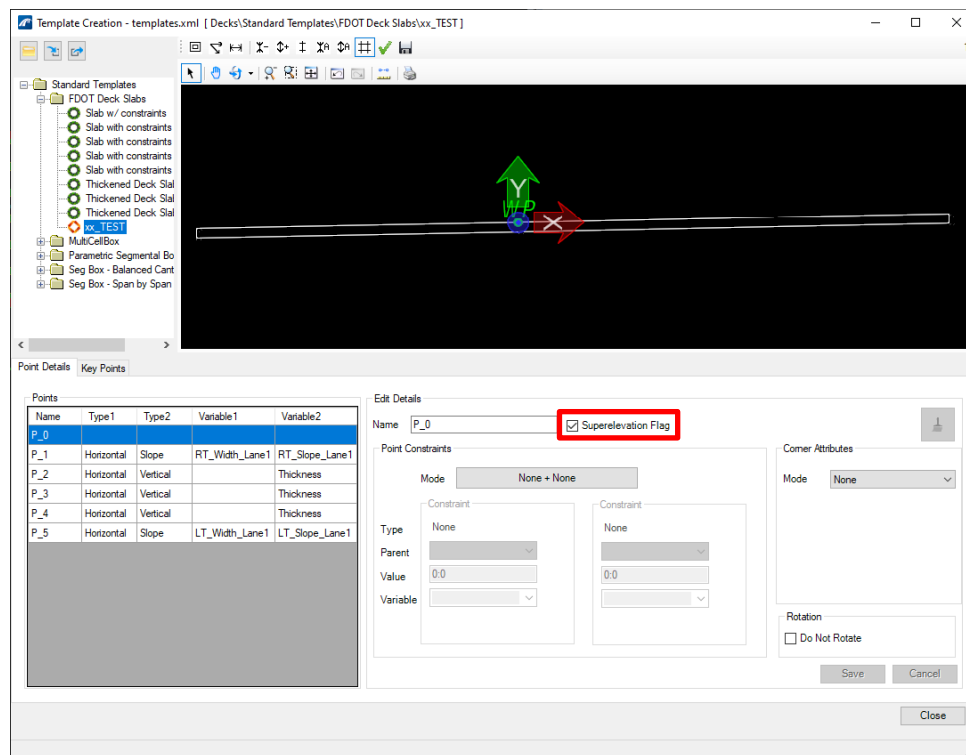 Template Creation - templates.xml [ Decks\Standard Templates\FDOT Deck Slabs\xx_TEST ]
Standard Templates
FDOT Deck Slabs
Slab w/ constraints
Slab with constraints
Slab with constraints
Slab with constraints
Slab with constraints
Thickened Deck Slal
Thickened Deck Slal
Thickened Deck Slal
xx_TEST
MultiCellBox
Parametric Segmental Bo
Seg Box - Balanced Cant
Seg Box - Span by Span
Y
WP
X
Point Details Key Points
Points
Name Type1 Type2 Variable1 Variable2
P_0
P_1 Horizontal Slope RT_Width_Lane1 RT_Slope_Lane1
P_2 Horizontal Vertical Thickness
P_3 Horizontal Vertical Thickness
P_4 Horizontal Vertical Thickness
P_5 Horizontal Slope LT_Width_Lane1 LT_Slope_Lane1
Edit Details
Name P_0 Superelevation Flag
Point Constraints
Mode None + None
Constraint Constraint
Type None None
Parent
Value 0:0 0:0
Variable
Corner Attributes
Mode None
Rotation
Do Not Rotate
Save Cancel
Close